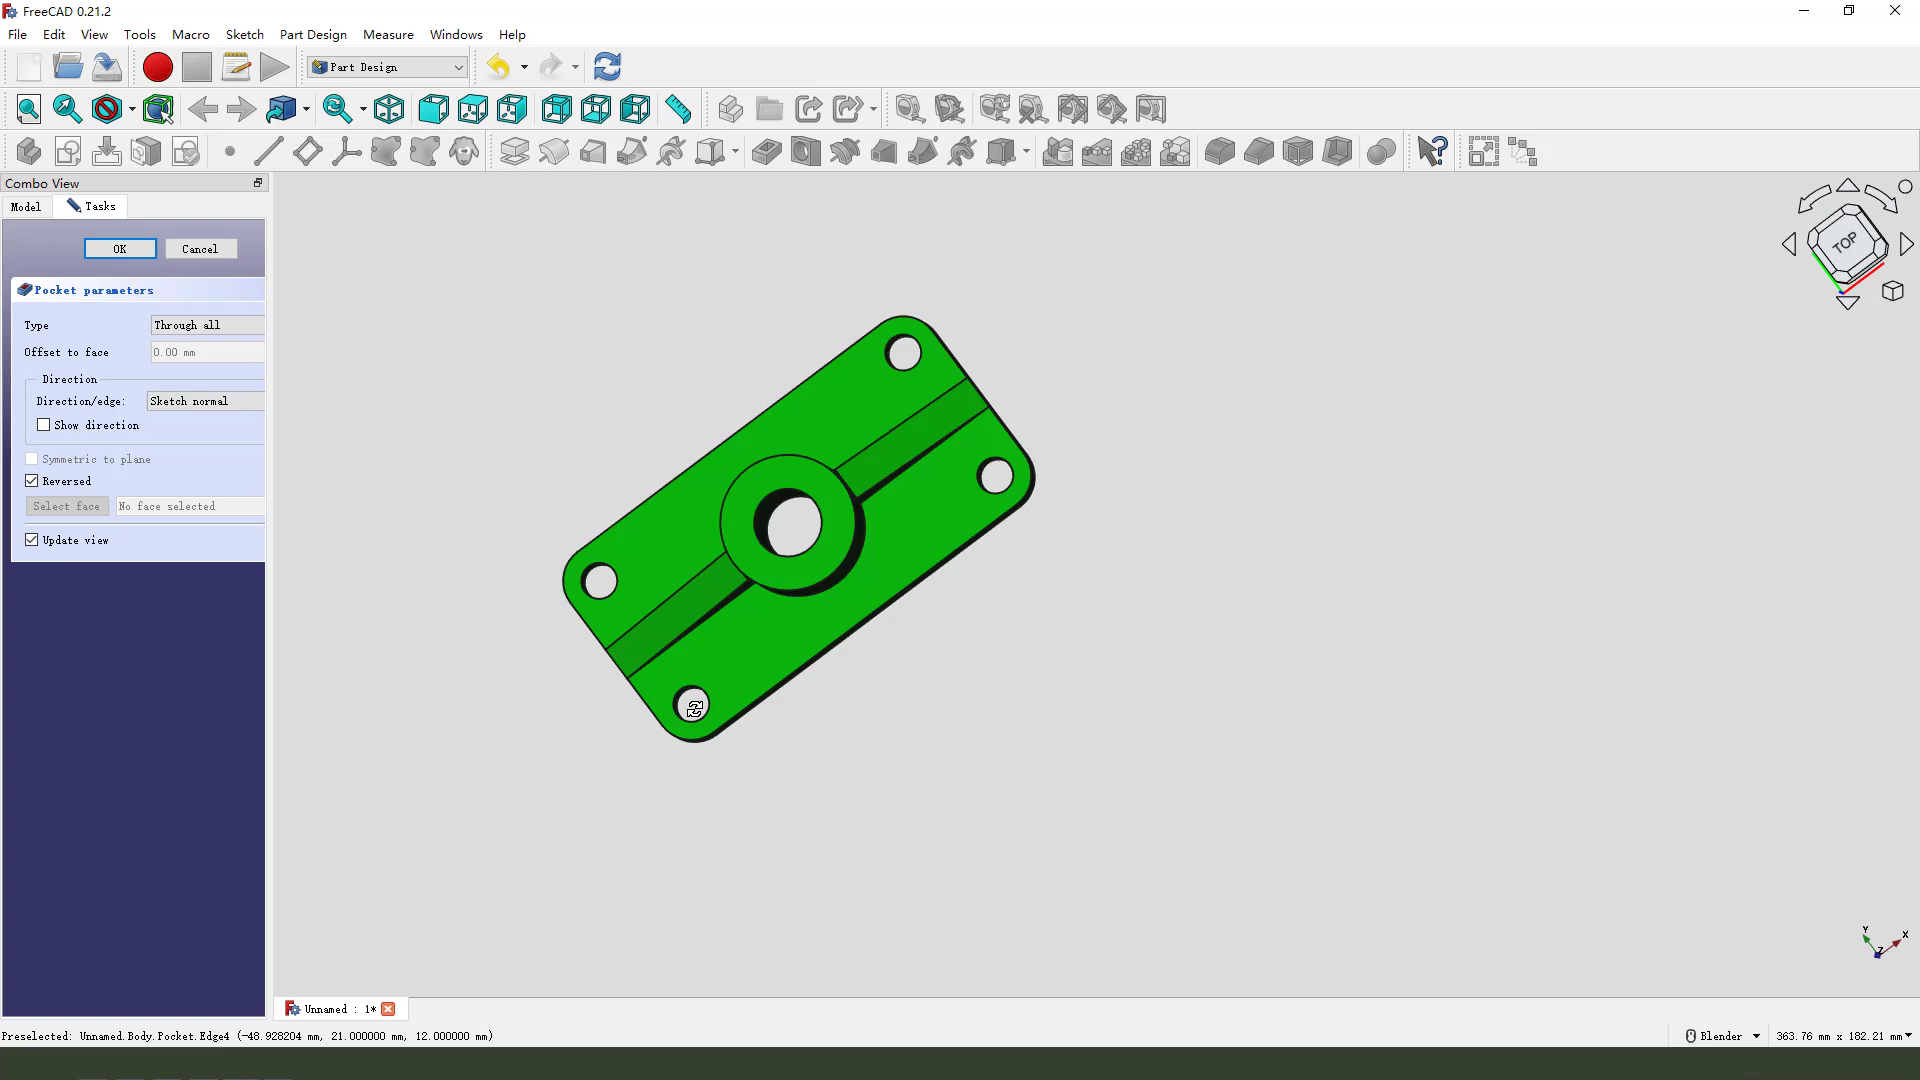 FreeCAD 0.21.2
File Edit View Tools Macro Sketch Part Design Measure Windows Help
Part Design
Combo View
Model Tasks
OK Cancel
Pocket parameters
Type Through all
Offset to face 0.00 mm
Direction
Direction/edge: Sketch normal
Show direction
Symmetric to plane
Reversed
Select face No face selected
Update view
TOP
Y X
Z
Unnamed : 1*
Preselected: Unnamed.Body.Pocket.Edge4 (-48.928204 mm, 21.000000 mm, 12.000000 mm)
Blender 363.76 mm x 182.21 mm